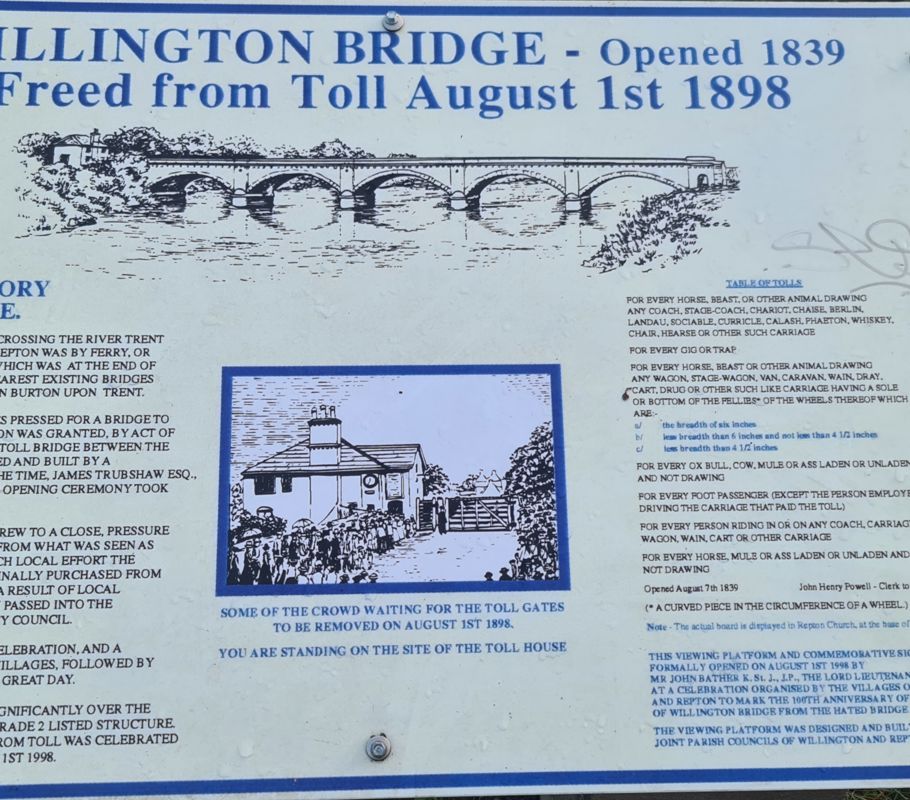 ILLINGTON BRIDGE - Opened 1839
Freed from Toll August 1st 1898
ORY
E.
CROSSING THE RIVER TRENT
EPTON WAS BY FERRY, OR
WHICH WAS AT THE END OF
EAREST EXISTING BRIDGES
N BURTON UPON TRENT.
ES PRESSED FOR A BRIDGE TO
ON WAS GRANTED, BY ACT OF
TOLL BRIDGE BETWEEN THE
ED AND BUILT BY A
HE TIME, JAMES TRUBSHAW ESQ.,
OPENING CEREMONY TOOK
REW TO A CLOSE, PRESSURE
FROM WHAT WAS SEEN AS
CH LOCAL EFFORT THE
INALLY PURCHASED FROM
A RESULT OF LOCAL
PASSED INTO THE
Y COUNCIL.
ELEBRATION, AND A
ILLAGES, FOLLOWED BY
GREAT DAY.
GNIFICANTLY OVER THE
RADE 2 LISTED STRUCTURE.
ROM TOLL WAS CELEBRATED
1ST 1998.
SOME OF THE CROWD WAITING FOR THE TOLL GATES
TO BE REMOVED ON AUGUST 1ST 1898.
YOU ARE STANDING ON THE SITE OF THE TOLL HOUSE
TABLE OF TOLLS
FOR EVERY HORSE, BEAST, OR OTHER ANIMAL DRAWING
ANY COACH, STAGE-COACH, CHARIOT, CHAISE, BERLIN,
LANDAU, SOCIABLE, CURRICLE, CALASH, PHAETON, WHISKEY,
CHAIR, HEARSE OR OTHER SUCH CARRIAGE
FOR EVERY GIG OR TRAP
FOR EVERY HORSE, BEAST OR OTHER ANIMAL DRAWING
ANY WAGON, STAGE-WAGON, VAN, CARAVAN, WAIN, DRAY,
CART, DRUG OR OTHER SUCH LIKE CARRIAGE HAVING A SOLE
OR BOTTOM OF THE FELLIES* OF THE WHEELS THEREOF WHICH
ARE:-
a/ the breadth of six inches
b/ less breadth than 6 inches and not less than 4 1/2 inches
c/ less breadth than 4 1/2 inches
FOR EVERY OX BULL, COW, MULE OR ASS LADEN OR UNLADEN
AND NOT DRAWING
FOR EVERY FOOT PASSENGER (EXCEPT THE PERSON EMPLOYE
DRIVING THE CARRIAGE THAT PAID THE TOLL)
FOR EVERY PERSON RIDING IN OR ON ANY COACH, CARRIAG
WAGON, WAIN, CART OR OTHER CARRIAGE
FOR EVERY HORSE, MULE OR ASS LADEN OR UNLADEN AND
NOT DRAWING
Opened August 7th 1839 John Henry Powell - Clerk to
(* A CURVED PIECE IN THE CIRCUMFERENCE OF A WHEEL.)
Note - The actual board is displayed in Repton Church, at the base of
THIS VIEWING PLATFORM AND COMMEMORATIVE SIG
FORMALLY OPENED ON AUGUST 1ST 1998 BY
MR JOHN BATHER K. St. J., J.P., THE LORD LIEUTENAN
AT A CELEBRATION ORGANISED BY THE VILLAGES O
AND REPTON TO MARK THE 100TH ANNIVERSARY OF
OF WILLINGTON BRIDGE FROM THE HATED BRIDGE
THE VIEWING PLATFORM WAS DESIGNED AND BUIL
JOINT PARISH COUNCILS OF WILLINGTON AND REP